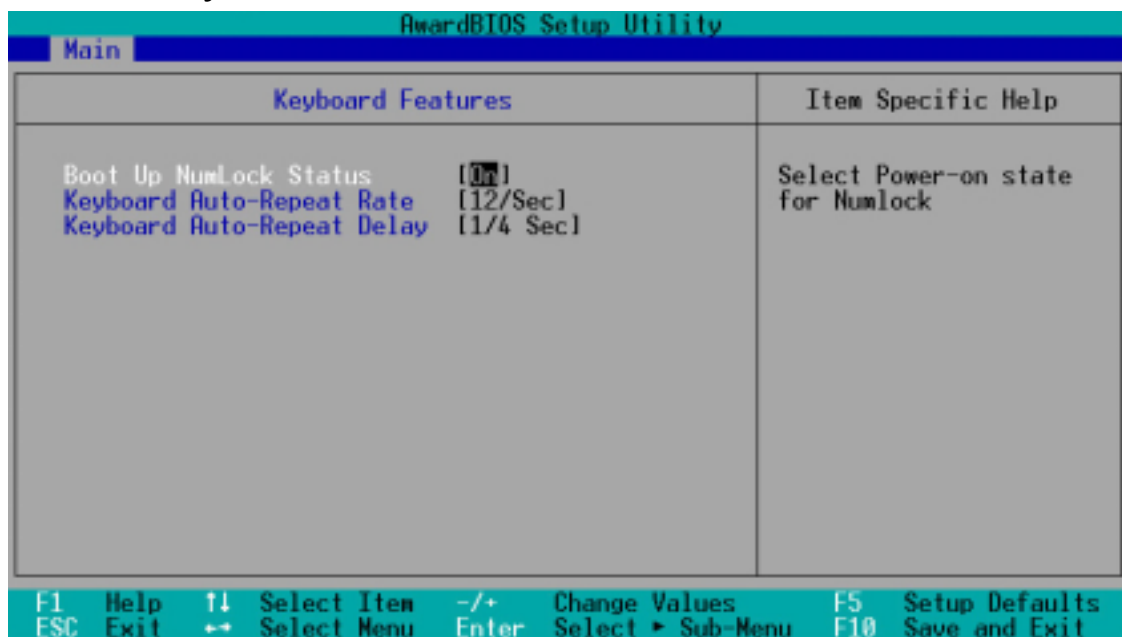 AwardBIOS Setup Utility
Main
Keyboard Features
Item Specific Help
Boot Up NumLock Status [On]
Keyboard Auto-Repeat Rate [12/Sec]
Keyboard Auto-Repeat Delay [1/4 Sec]
Select Power-on state
for Numlock
F1 Help ↑↓ Select Item -/+ Change Values F5 Setup Defaults
ESC Exit ←→ Select Menu Enter Select ► Sub-Menu F10 Save and Exit